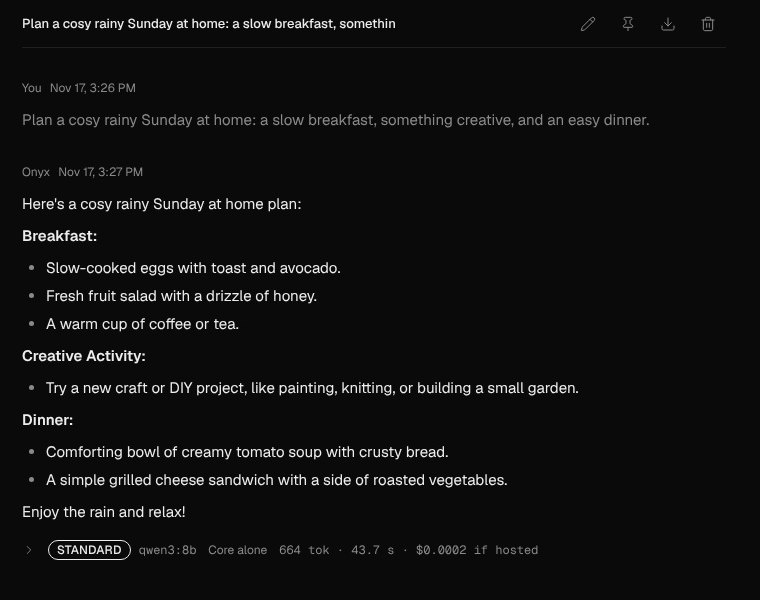 Plan a cosy rainy Sunday at home: a slow breakfast, somethin
You Nov 17, 3:26 PM
Plan a cosy rainy Sunday at home: a slow breakfast, something creative, and an easy dinner.
Onyx Nov 17, 3:27 PM
Here's a cosy rainy Sunday at home plan:
Breakfast:
Slow-cooked eggs with toast and avocado.
Fresh fruit salad with a drizzle of honey.
A warm cup of coffee or tea.
Creative Activity:
Try a new craft or DIY project, like painting, knitting, or building a small garden.
Dinner:
Comforting bowl of creamy tomato soup with crusty bread.
A simple grilled cheese sandwich with a side of roasted vegetables.
Enjoy the rain and relax!
STANDARD qwen3:8b Core alone 664 tok · 43.7 s · $0.0002 if hosted